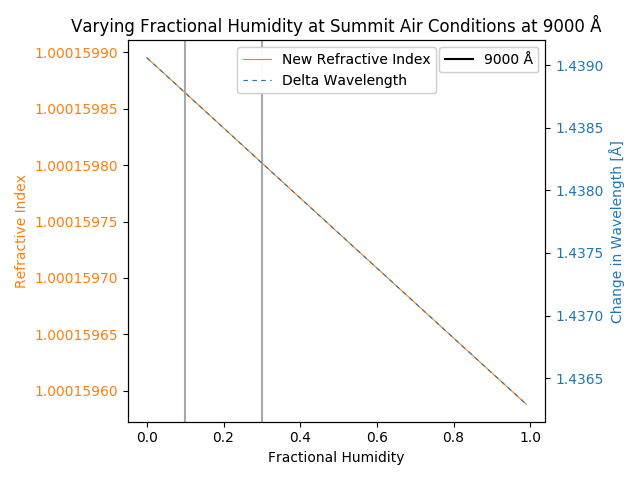 Varying Fractional Humidity at Summit Air Conditions at 9000 Å
New Refractive Index
Delta Wavelength
9000 Å
1.00015990
1.00015985
1.00015980
1.00015975
1.00015970
1.00015965
1.00015960
Refractive Index
1.4390
1.4385
1.4380
1.4375
1.4370
1.4365
Change in Wavelength [Å]
0.0 0.2 0.4 0.6 0.8 1.0
Fractional Humidity